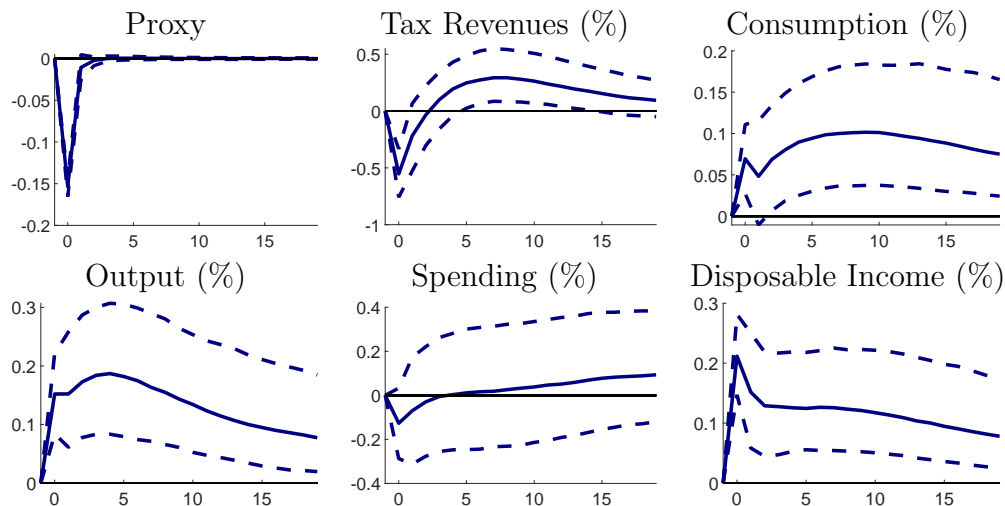 Proxy
0
-0.05
-0.1
-0.15
-0.2
0 5 10 15
Tax Revenues (%)
0.5
0
-0.5
-1
0 5 10 15
Consumption (%)
0.2
0.15
0.1
0.05
0
0 5 10 15
Output (%)
0.3
0.2
0.1
0
0 5 10 15
Spending (%)
0.4
0.2
0
-0.2
-0.4
0 5 10 15
Disposable Income (%)
0.3
0.2
0.1
0
0 5 10 15